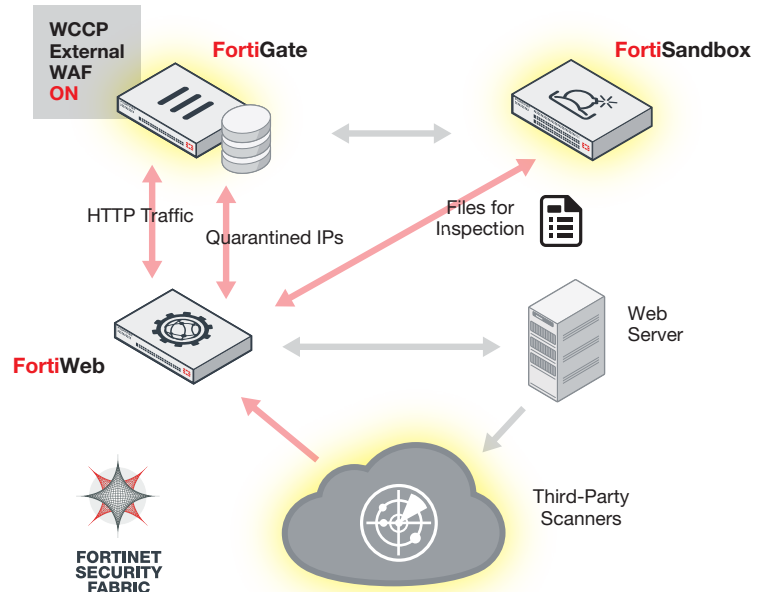 WCCP
External
WAF
ON
FortiGate
FortiSandbox
HTTP Traffic
Quarantined IPs
Files for
Inspection
FortiWeb
Web
Server
Third-Party
Scanners
FORTINET
SECURITY
FABRIC